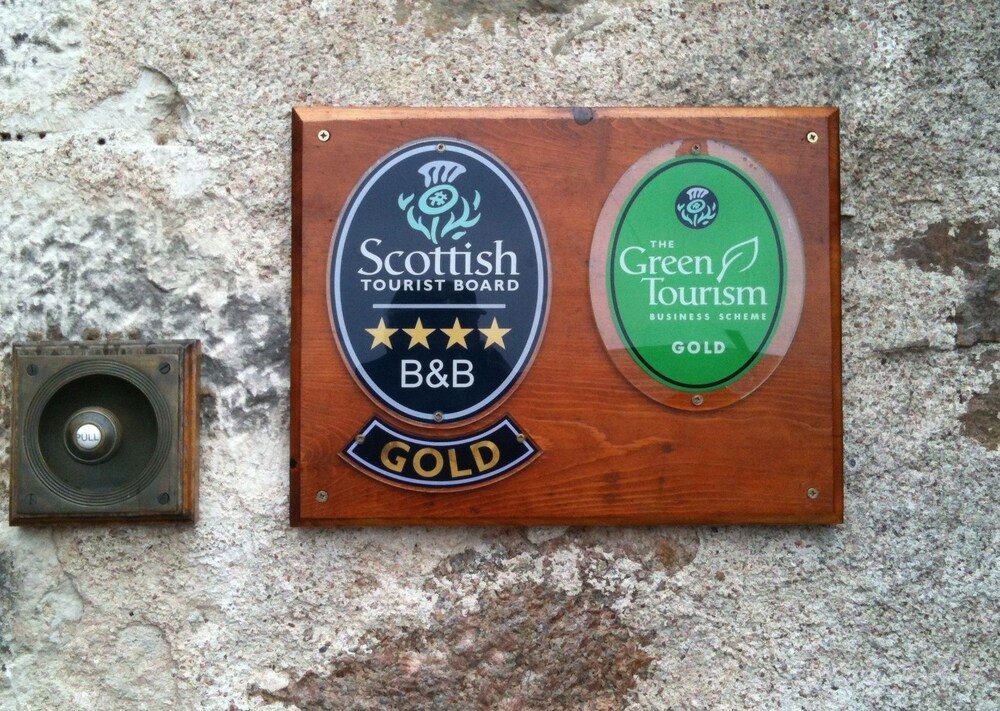 PULL
Scottish
TOURIST BOARD
B&B
GOLD
THE
Green
Tourism
BUSINESS SCHEME
GOLD